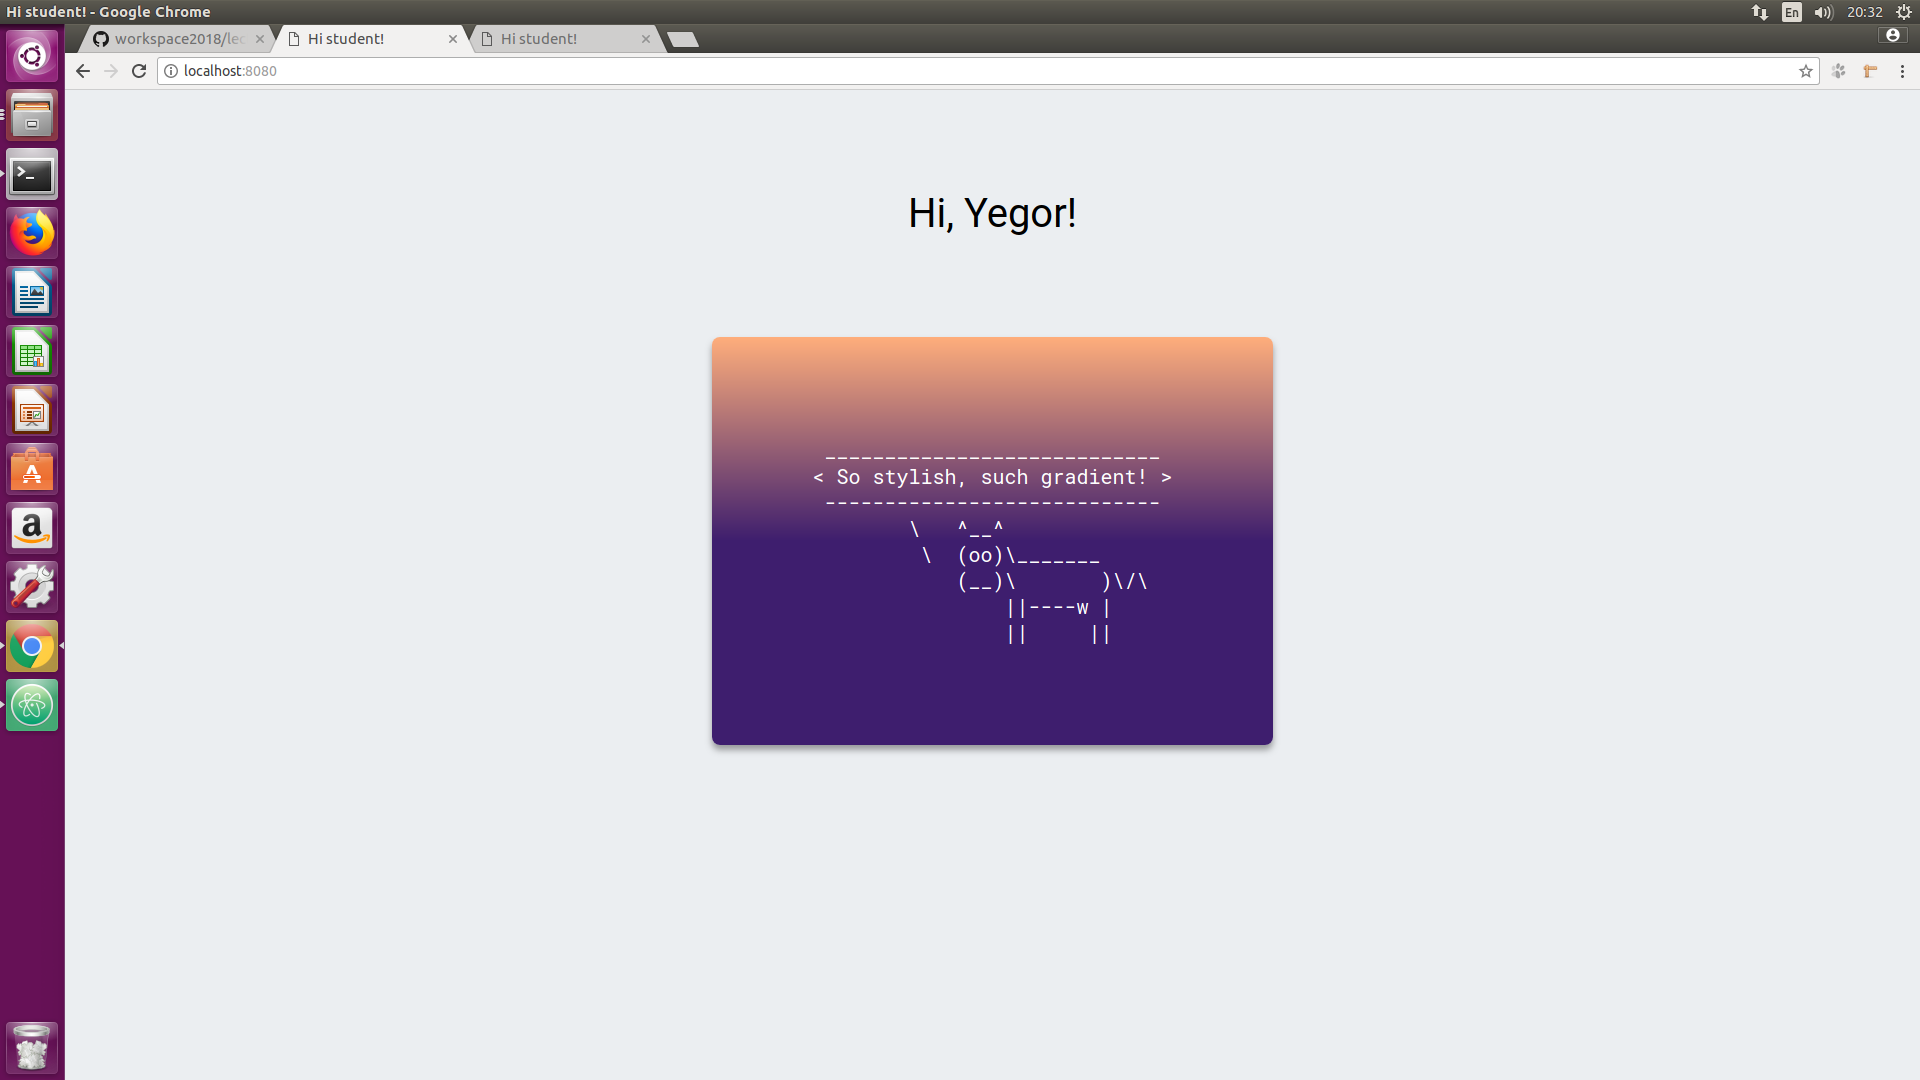 Hi student! - Google Chrome
En
20:32
workspace2018/lec
Hi student!
Hi student!
localhost:8080
Hi, Yegor!
 ____________________________
< So stylish, such gradient! >
 ----------------------------
        \   ^__^
         \  (oo)\_______
            (__)\       )\/\
                ||----w |
                ||     ||